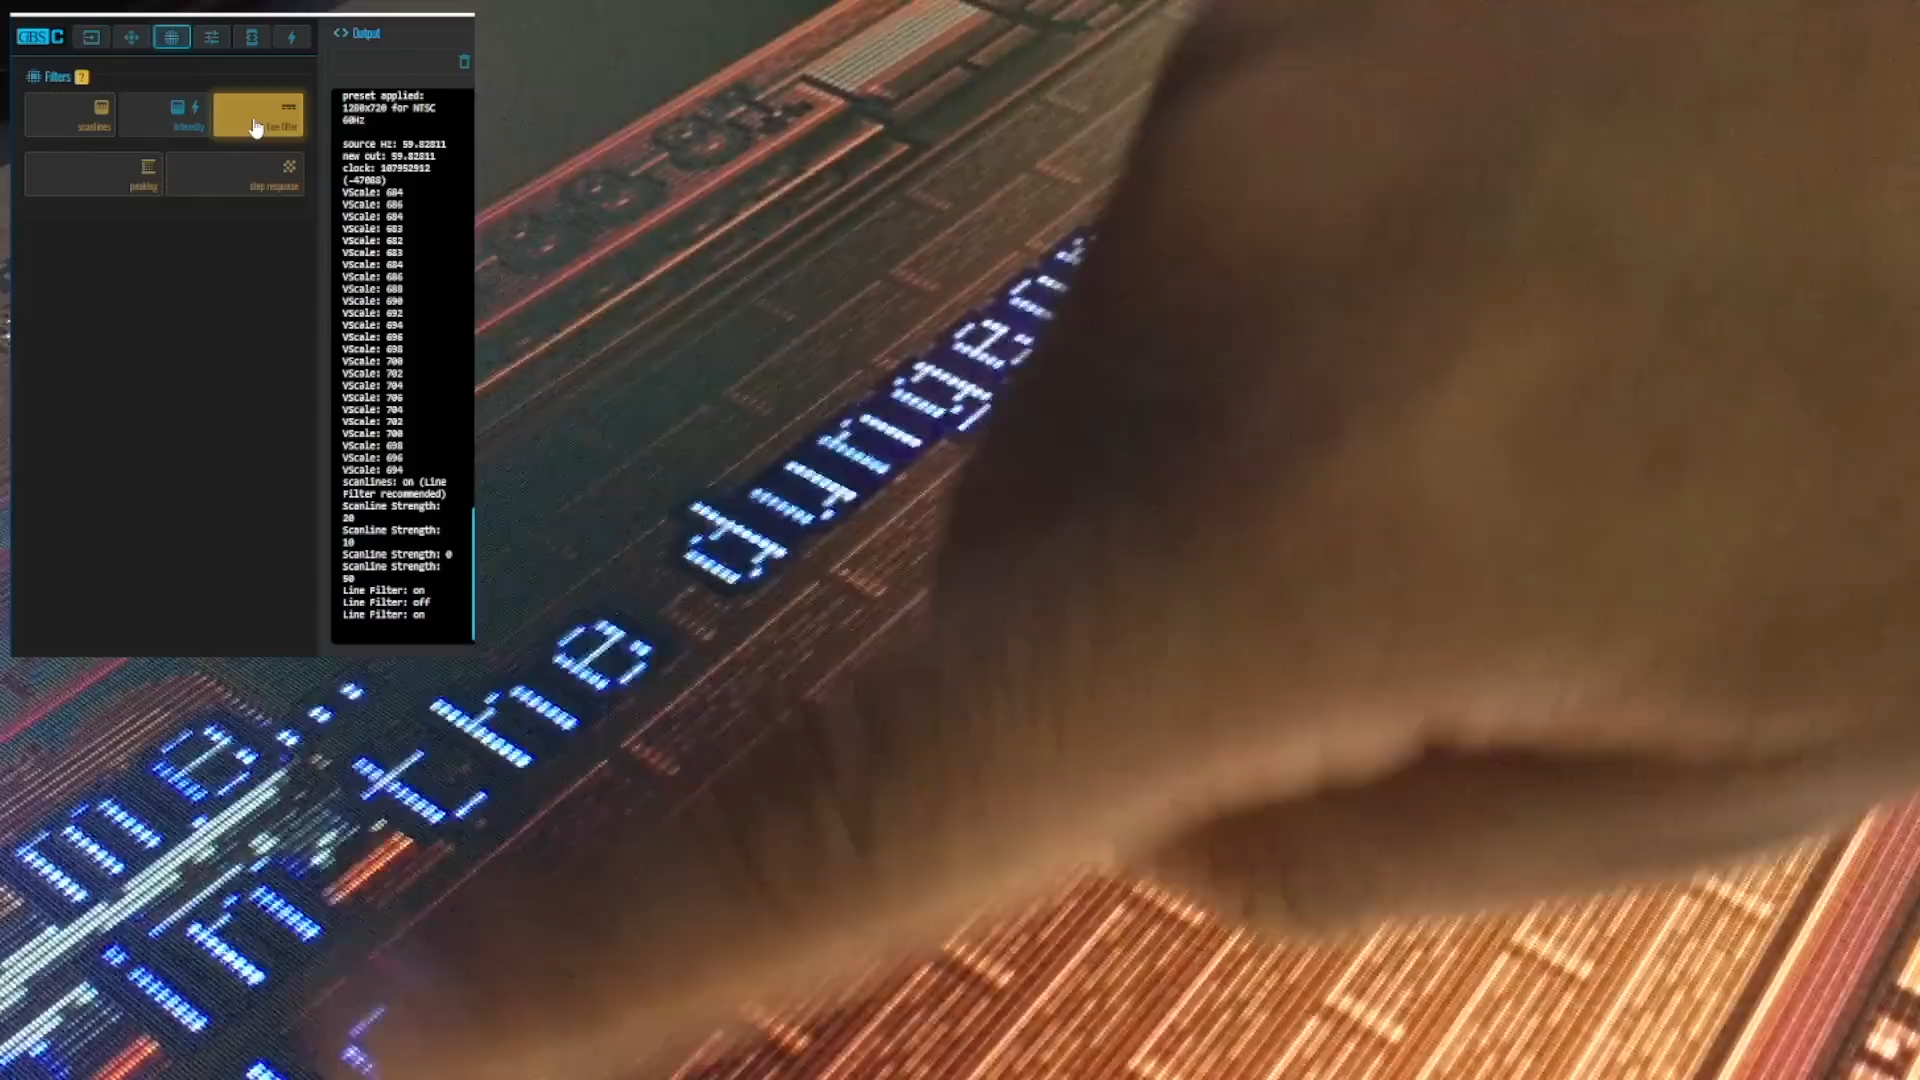 GBS C
Filters ?
scanlines
intensity
line filter
peaking
step response
<> Output
preset applied:
1280x720 for NTSC
60Hz
source Hz: 59.82811
new out: 59.82811
clock: 107952912
(-47088)
VScale: 684
VScale: 686
VScale: 684
VScale: 683
VScale: 682
VScale: 683
VScale: 684
VScale: 686
VScale: 688
VScale: 690
VScale: 692
VScale: 694
VScale: 696
VScale: 698
VScale: 700
VScale: 702
VScale: 704
VScale: 706
VScale: 704
VScale: 702
VScale: 700
VScale: 698
VScale: 696
VScale: 694
scanlines: on (Line
Filter recommended)
Scanline Strength:
20
Scanline Strength:
10
Scanline Strength: 0
Scanline Strength:
50
Line Filter: on
Line Filter: off
Line Filter: on
me...
in the dungen